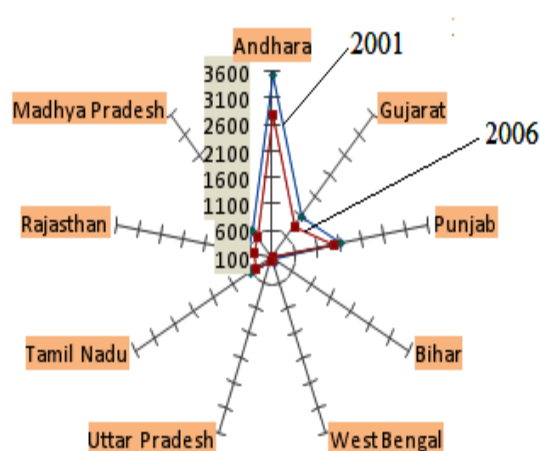 Andhara
2001
3600
3100
2600
2100
1600
1100
600
100
Madhya Pradesh
Gujarat
2006
Rajasthan
Punjab
Tamil Nadu
Bihar
Uttar Pradesh
West Bengal